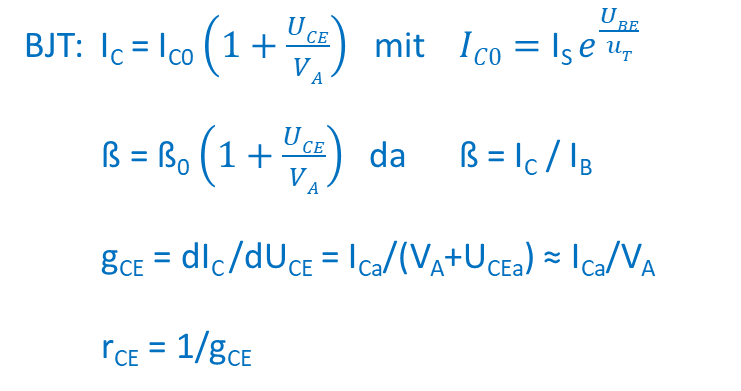 BJT: I_C = I_C0 (1 + U_CE / V_A) mit I_C0 = I_S e^(U_BE / u_T)
ß = ß_0 (1 + U_CE / V_A) da ß = I_C / I_B
g_CE = dI_C/dU_CE = I_Ca/(V_A+U_CEa) ≈ I_Ca/V_A
r_CE = 1/g_CE